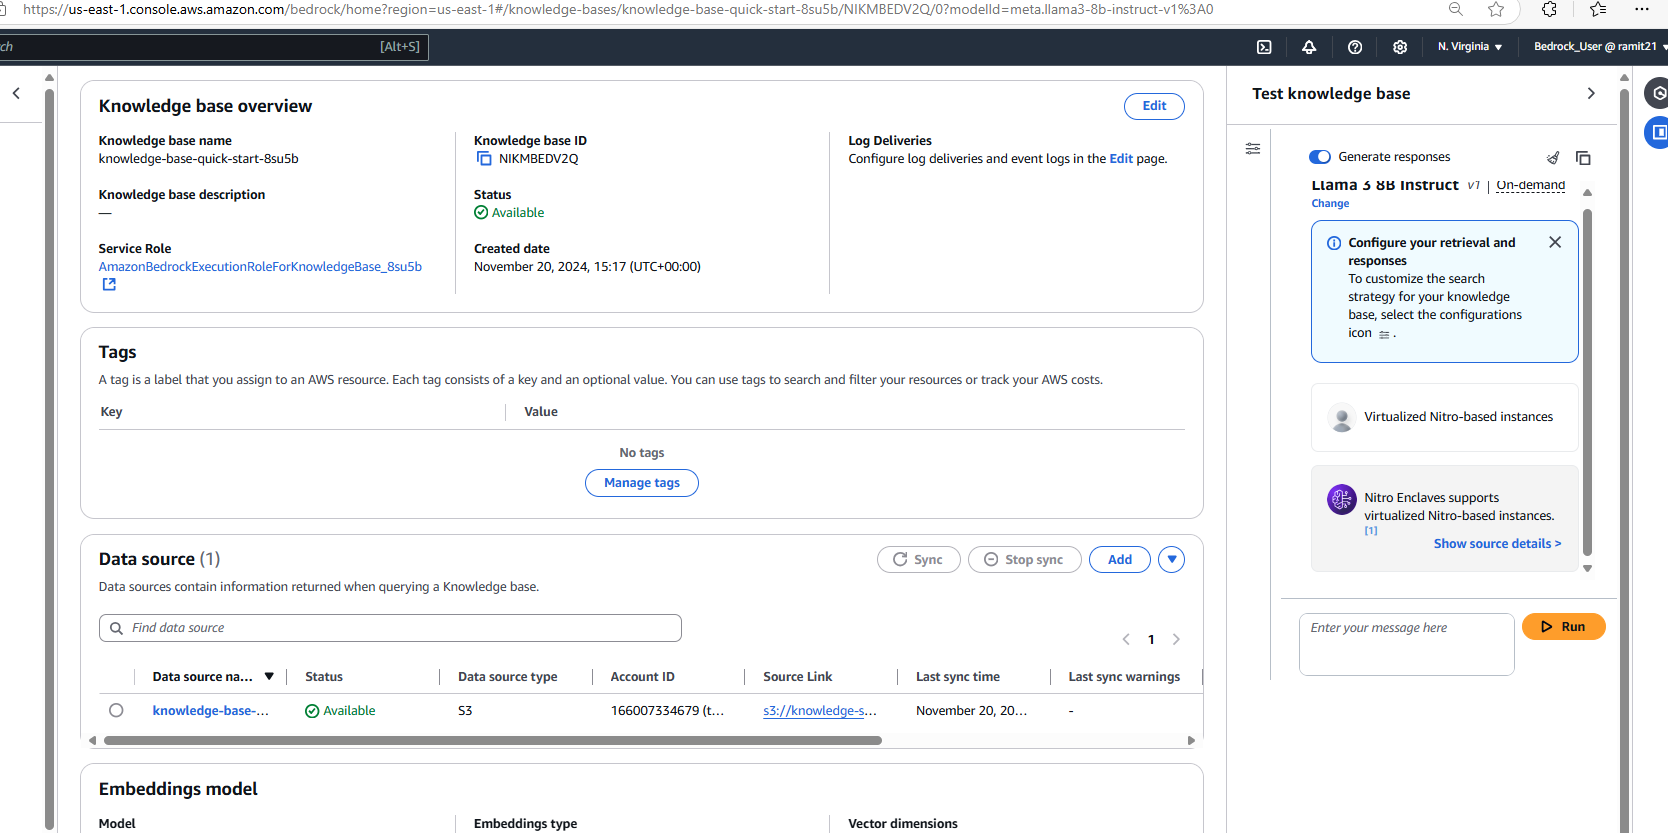 https://us-east-1.console.aws.amazon.com/bedrock/home?region=us-east-1#/knowledge-bases/knowledge-base-quick-start-8su5b/NIKMBEDV2Q/0?modelId=meta.llama3-8b-instruct-v1%3A0
ch
[Alt+S]
N. Virginia
Bedrock_User @ ramit21
Knowledge base overview
Edit
Knowledge base name
knowledge-base-quick-start-8su5b
Knowledge base description
—
Service Role
AmazonBedrockExecutionRoleForKnowledgeBase_8su5b
Knowledge base ID
NIKMBEDV2Q
Status
Available
Created date
November 20, 2024, 15:17 (UTC+00:00)
Log Deliveries
Configure log deliveries and event logs in the Edit page.
Tags
A tag is a label that you assign to an AWS resource. Each tag consists of a key and an optional value. You can use tags to search and filter your resources or track your AWS costs.
Key Value
No tags
Manage tags
Data source (1)
Sync Stop sync Add
Data sources contain information returned when querying a Knowledge base.
Find data source
1
Data source na... Status Data source type Account ID Source Link Last sync time Last sync warnings
knowledge-base-... Available S3 166007334679 (t... s3://knowledge-s... November 20, 20... -
Embeddings model
Model Embeddings type Vector dimensions
Test knowledge base
Generate responses
Llama 3 8B Instruct v1 | On-demand
Change
Configure your retrieval and
responses
To customize the search
strategy for your knowledge
base, select the configurations
icon .
Virtualized Nitro-based instances
Nitro Enclaves supports
virtualized Nitro-based instances.
[1]
Show source details >
Enter your message here
Run